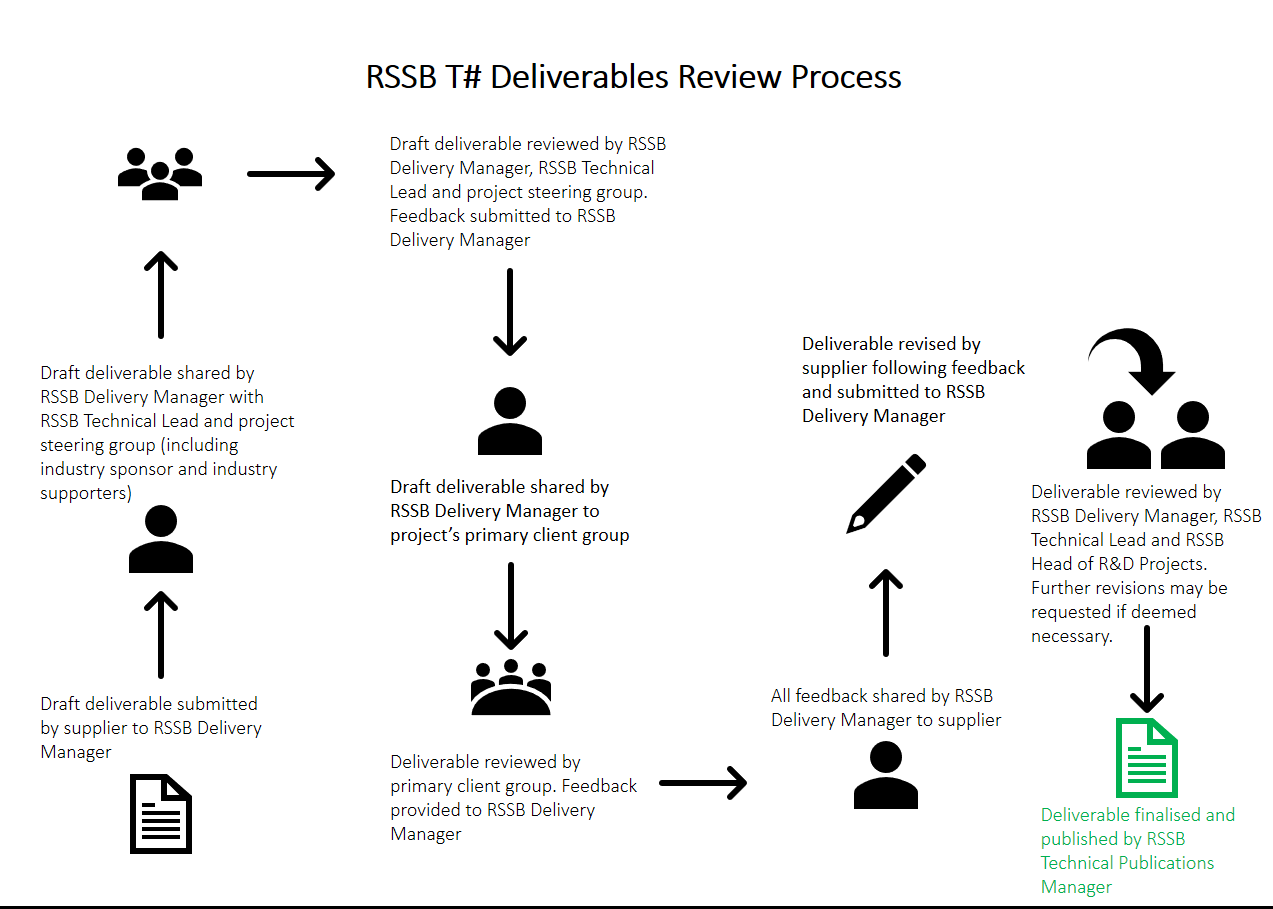 RSSB T# Deliverables Review Process
Draft deliverable submitted
by supplier to RSSB Delivery
Manager
Draft deliverable shared by
RSSB Delivery Manager with
RSSB Technical Lead and project
steering group (including
industry sponsor and industry
supporters)
Draft deliverable reviewed by RSSB
Delivery Manager, RSSB Technical
Lead and project steering group.
Feedback submitted to RSSB
Delivery Manager
Draft deliverable shared by
RSSB Delivery Manager to
project’s primary client group
Deliverable reviewed by
primary client group. Feedback
provided to RSSB Delivery
Manager
All feedback shared by RSSB
Delivery Manager to supplier
Deliverable revised by
supplier following feedback
and submitted to RSSB
Delivery Manager
Deliverable reviewed by
RSSB Delivery Manager, RSSB
Technical Lead and RSSB
Head of R&D Projects.
Further revisions may be
requested if deemed
necessary.
Deliverable finalised and
published by RSSB
Technical Publications
Manager